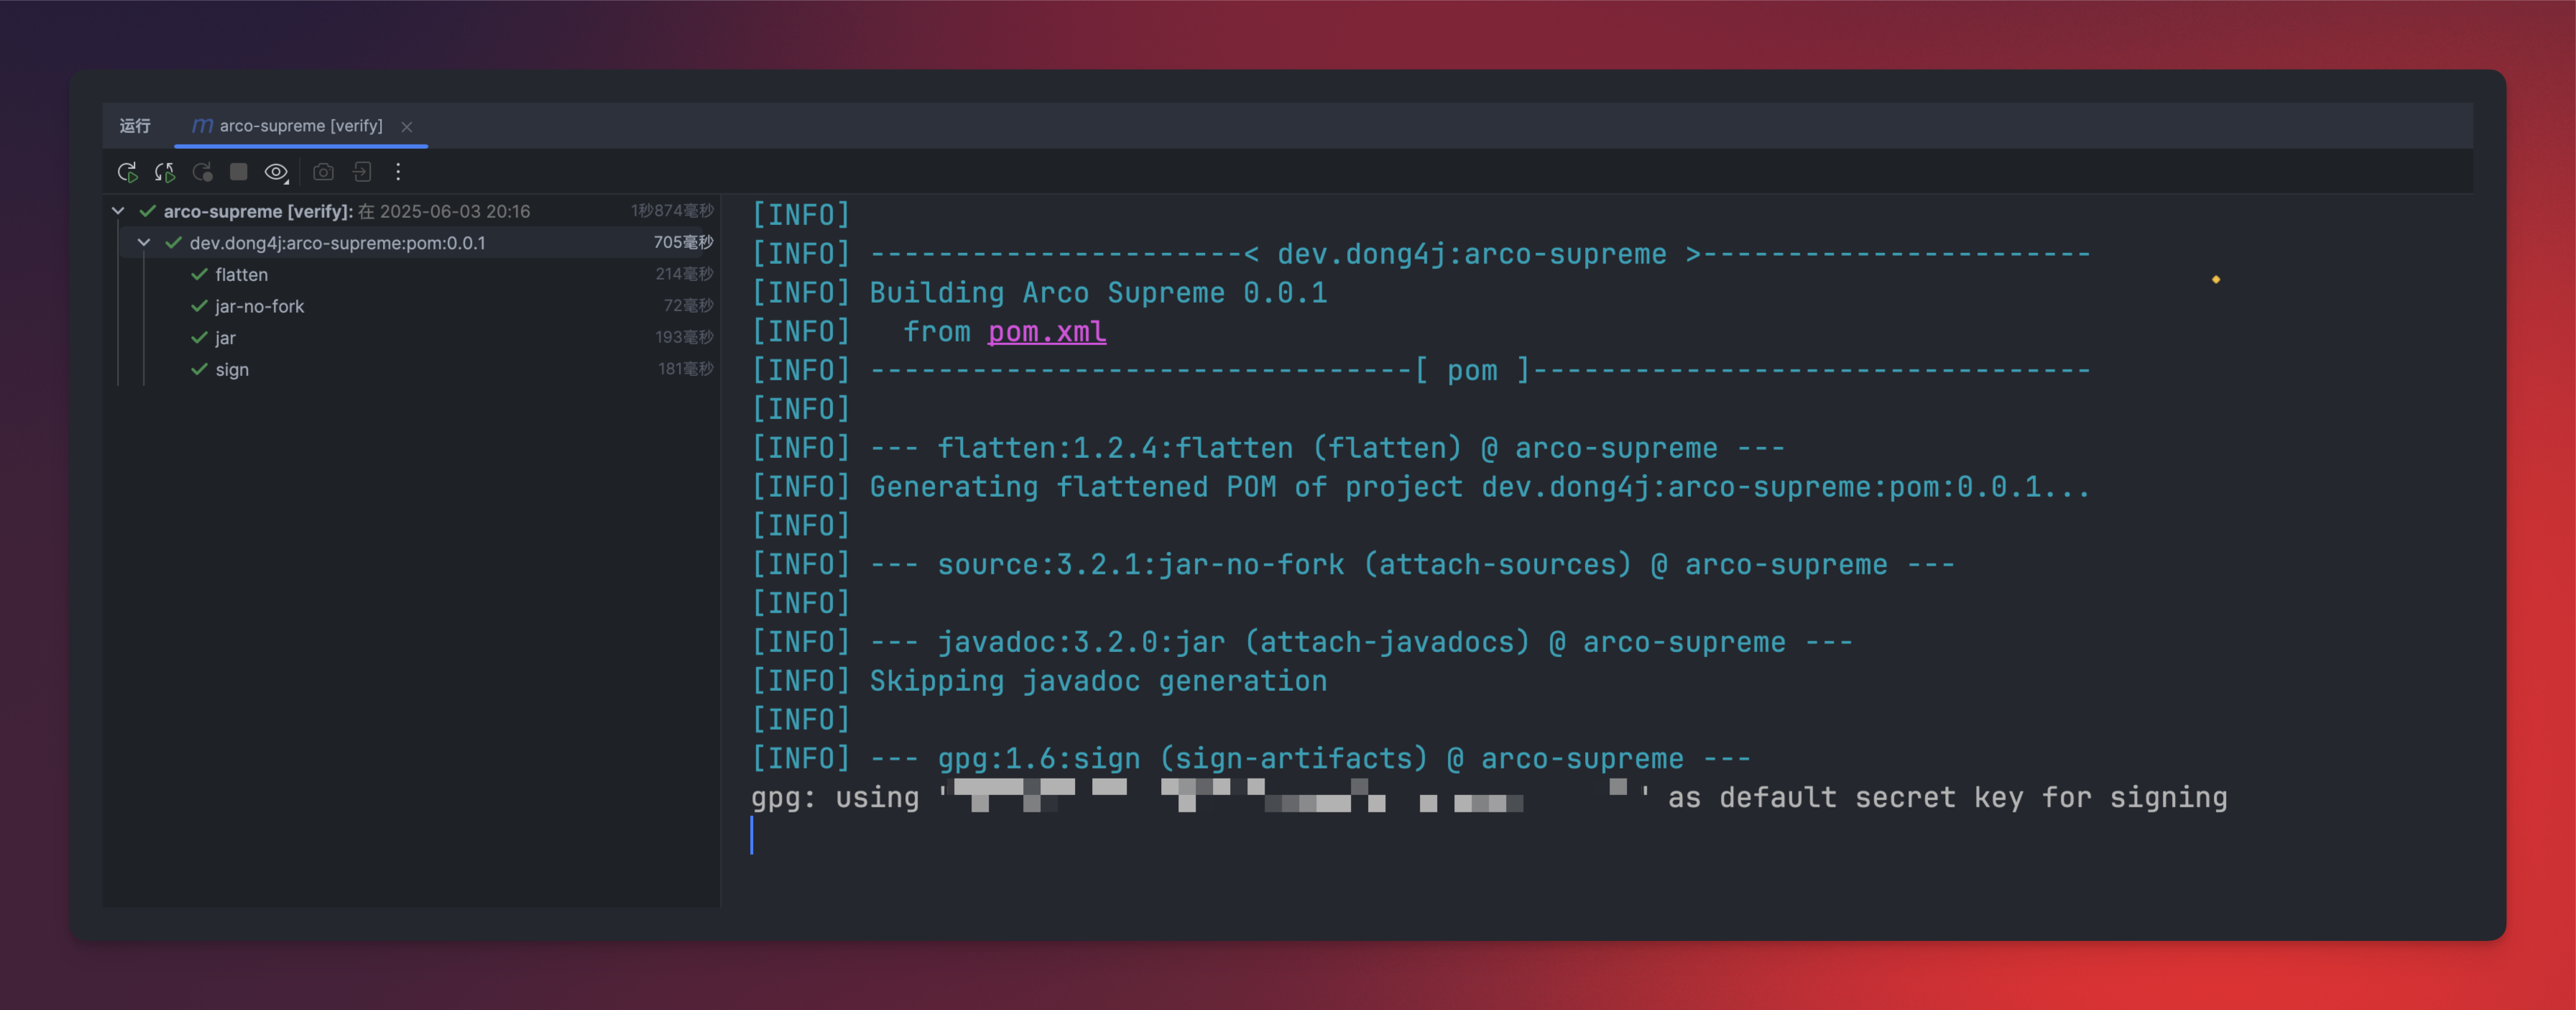 运行 arco-supreme [verify]
arco-supreme [verify]: 在 2025-06-03 20:16 1秒874毫秒
dev.dong4j:arco-supreme:pom:0.0.1 705毫秒
flatten 214毫秒
jar-no-fork 72毫秒
jar 193毫秒
sign 181毫秒
[INFO]
[INFO] ----------------------< dev.dong4j:arco-supreme >-----------------------
[INFO] Building Arco Supreme 0.0.1
[INFO]   from pom.xml
[INFO] --------------------------------[ pom ]---------------------------------
[INFO]
[INFO] --- flatten:1.2.4:flatten (flatten) @ arco-supreme ---
[INFO] Generating flattened POM of project dev.dong4j:arco-supreme:pom:0.0.1...
[INFO]
[INFO] --- source:3.2.1:jar-no-fork (attach-sources) @ arco-supreme ---
[INFO]
[INFO] --- javadoc:3.2.0:jar (attach-javadocs) @ arco-supreme ---
[INFO] Skipping javadoc generation
[INFO]
[INFO] --- gpg:1.6:sign (sign-artifacts) @ arco-supreme ---
gpg: using ' ' as default secret key for signing